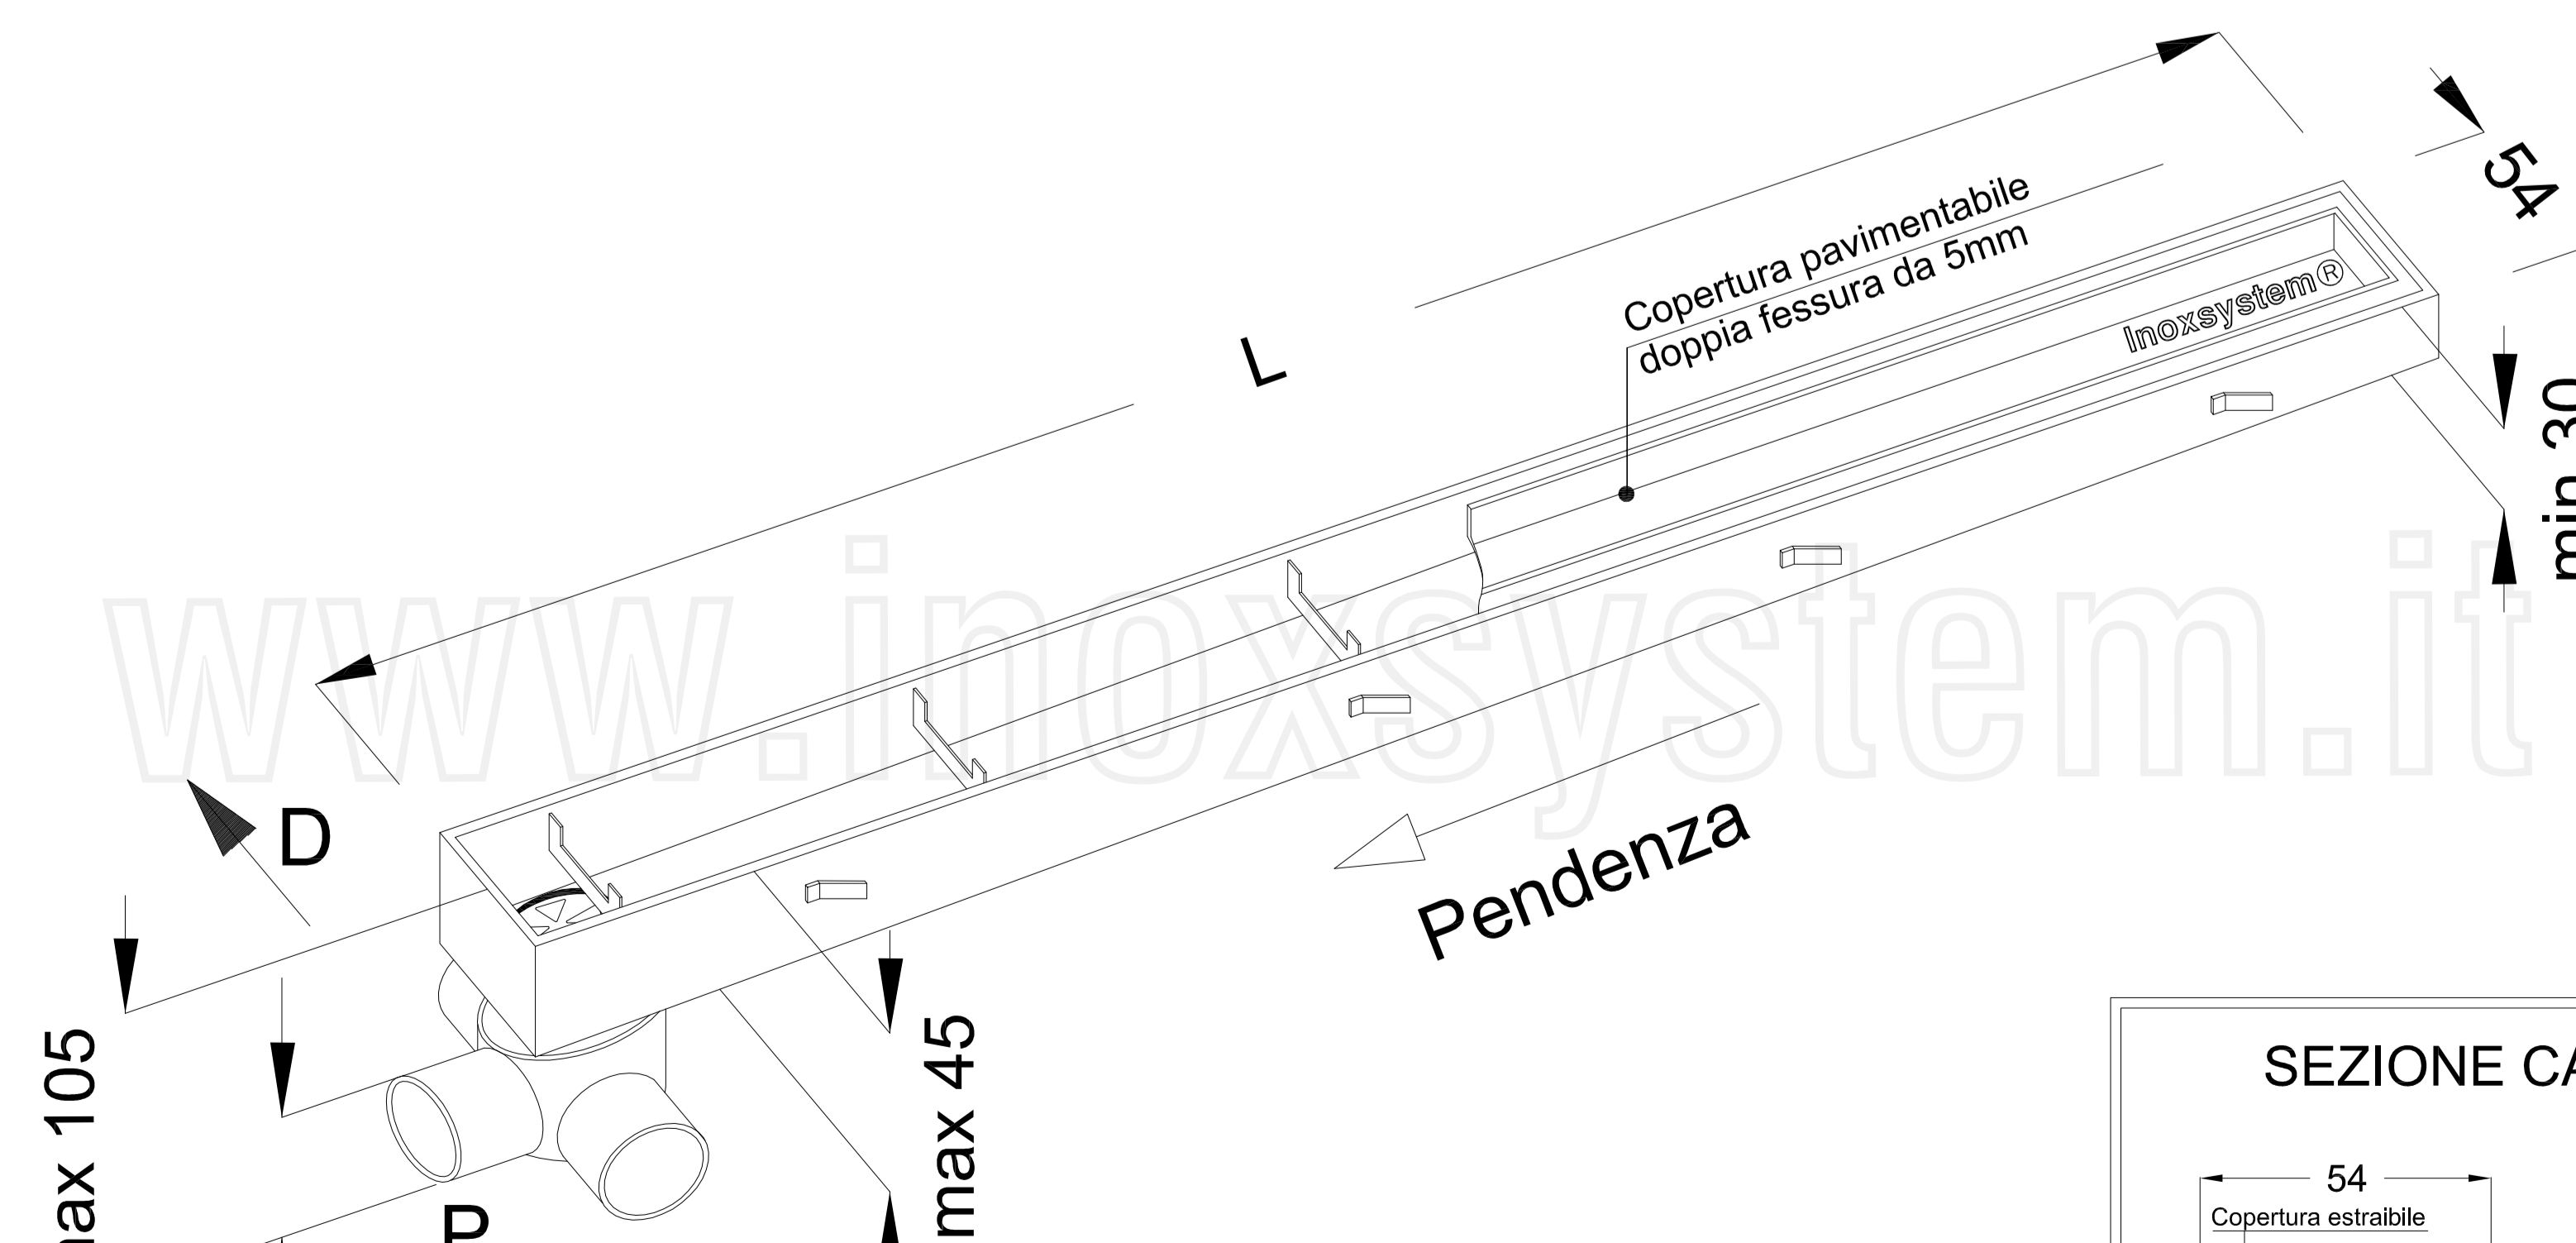 54
Copertura pavimentabile
doppia fessura da 5mm
Inoxsystem®
L
min 30
www.inoxsystem.it
D
Pendenza
max 105
max 45
SEZIONE
54
Copertura estraibile